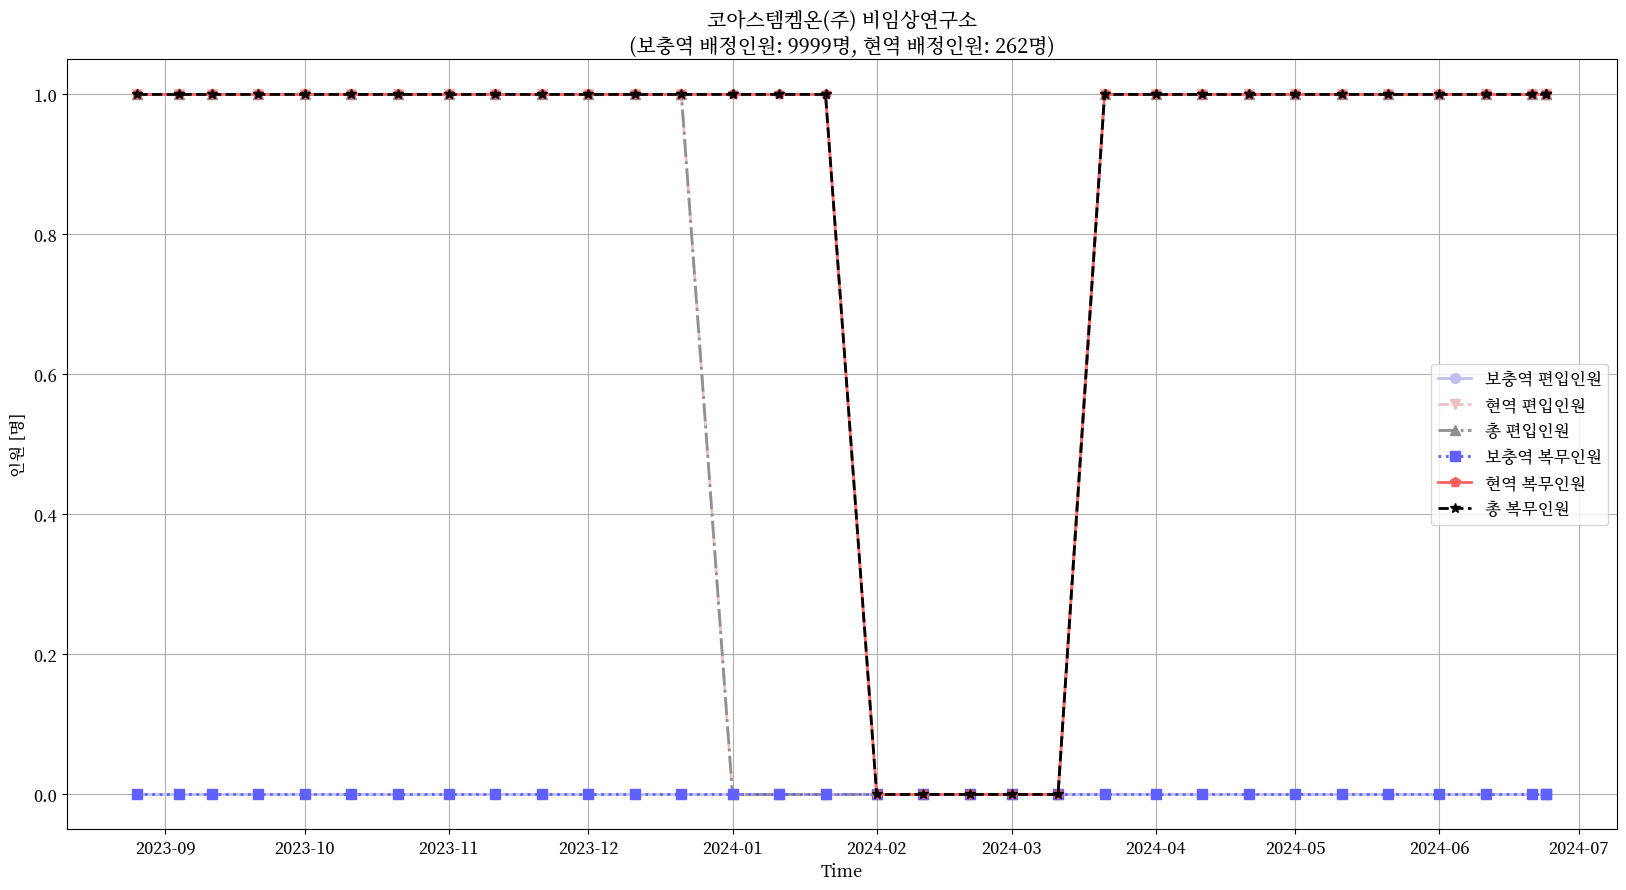 코아스템켐온(주) 비임상연구소
(보충역 배정인원: 9999명, 현역 배정인원: 262명)
인원 [명]
1.0
0.8
0.6
0.4
0.2
0.0
보충역 편입인원
현역 편입인원
총 편입인원
보충역 복무인원
현역 복무인원
총 복무인원
2023-09
2023-10
2023-11
2023-12
2024-01
2024-02
2024-03
2024-04
2024-05
2024-06
2024-07
Time